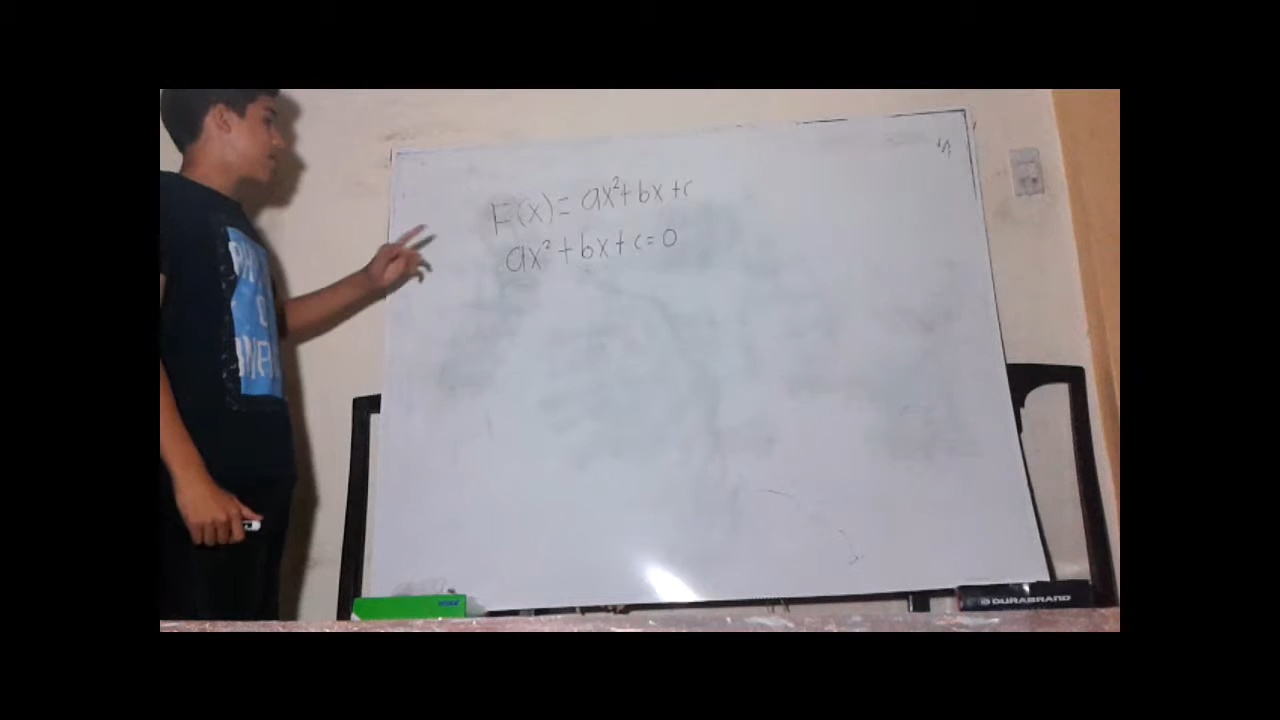 F(x) = ax² + bx + c
ax² + bx + c = 0
DURABRAND